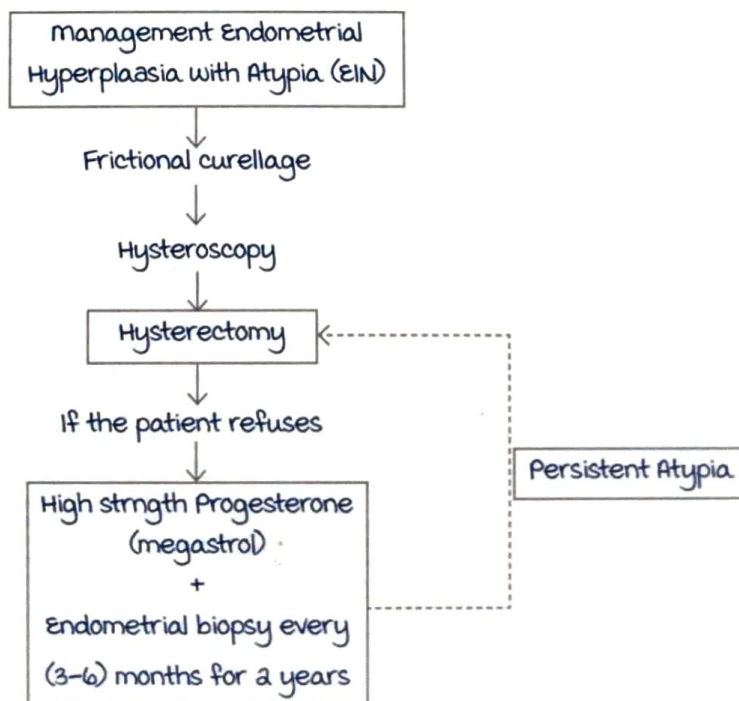 Management Endometrial
Hyperplaasia with Atypia (EIN)
Frictional curellage
Hysteroscopy
Hysterectomy
If the patient refuses
High strngth Progesterone
(megastrol)
+
Endometrial biopsy every
(3-6) months for 2 years
Persistent Atypia